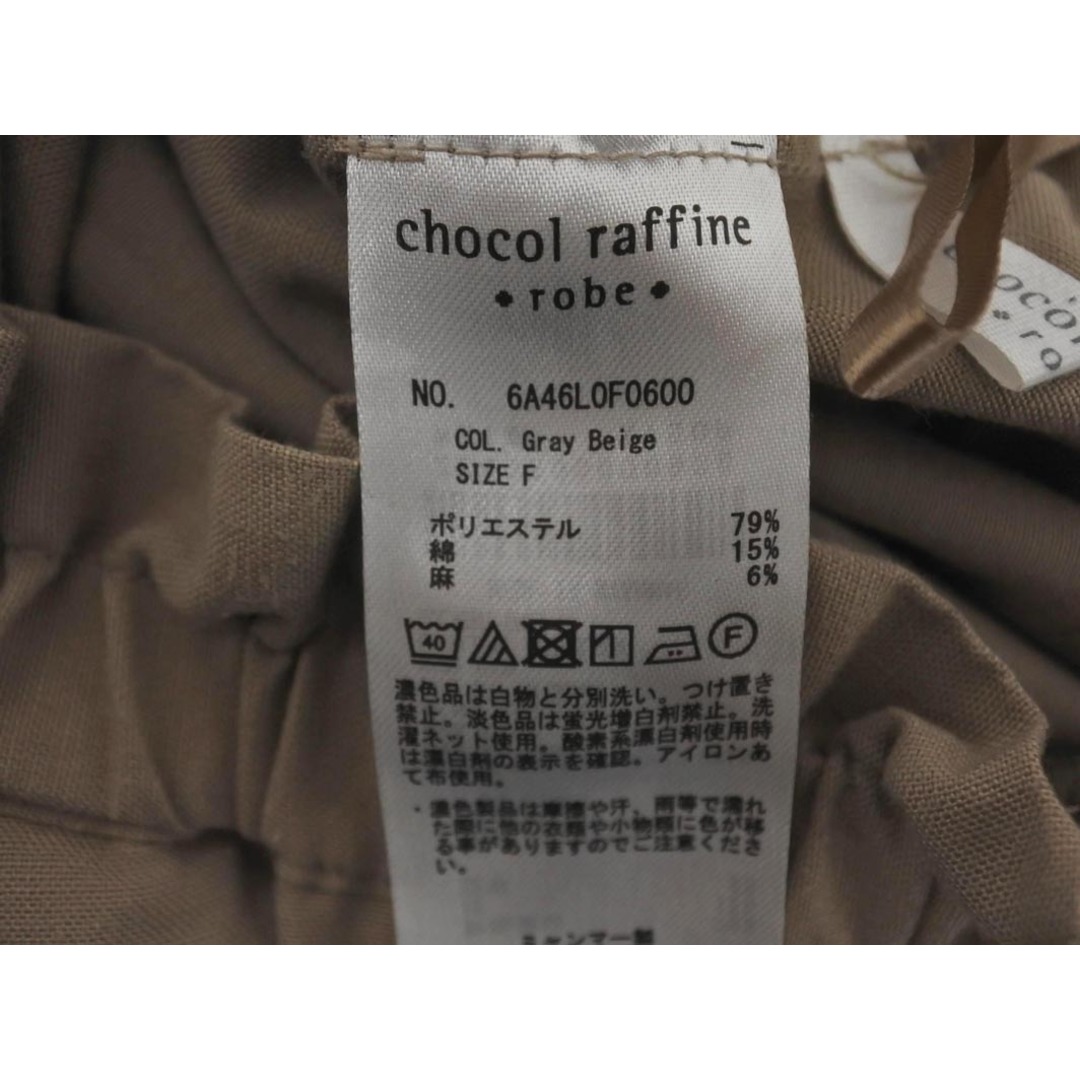 chocol raffine
robe
NO. 6A46L0F0600
COL. Gray Beige
SIZE F
ポリエステル 79%
綿 15%
麻 6%
40
F
濃色品は白物と分別洗い。つけ置き
禁止。淡色品は蛍光増白剤禁止。洗
濯ネット使用。酸素系漂白剤使用時
は漂白剤の表示を確認。アイロンあ
て布使用。
・濃色製品は摩擦や汗、雨等で濡れ
た際に他の衣類や小物類に色が移
る事がありますのでご注意くださ
い。
ミャンマー製
ro